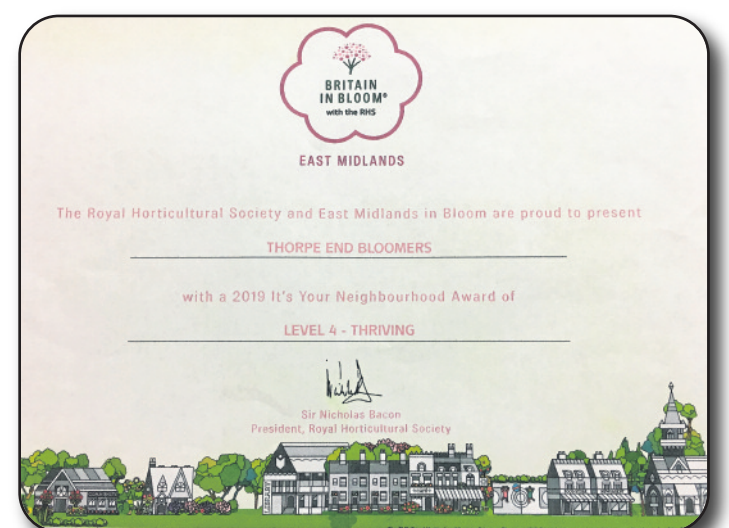 BRITAIN
IN BLOOM®
with the RHS
EAST MIDLANDS
The Royal Horticultural Society and East Midlands in Bloom are proud to present
THORPE END BLOOMERS
with a 2019 It's Your Neighbourhood Award of
LEVEL 4 - THRIVING
Sir Nicholas Bacon
President, Royal Horticultural Society